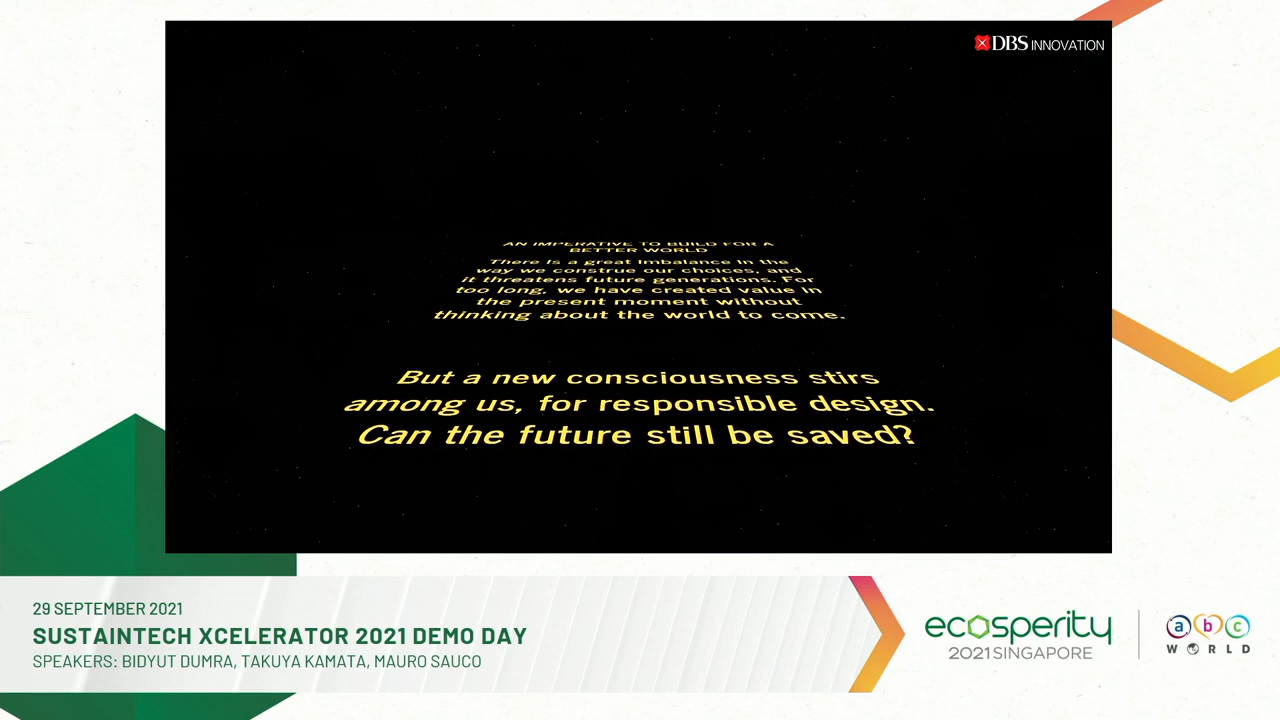 DBS INNOVATION
AN IMPERATIVE TO BUILD FOR A
BETTER WORLD
There is a great imbalance in the
way we construe our choices, and
it threatens future generations. For
too long, we have created value in
the present moment without
thinking about the world to come.
But a new consciousness stirs
among us, for responsible design.
Can the future still be saved?
29 SEPTEMBER 2021
SUSTAINTECH XCELERATOR 2021 DEMO DAY
SPEAKERS: BIDYUT DUMRA, TAKUYA KAMATA, MAURO SAUCO
ecosperity
2021 SINGAPORE
a b c
WORLD